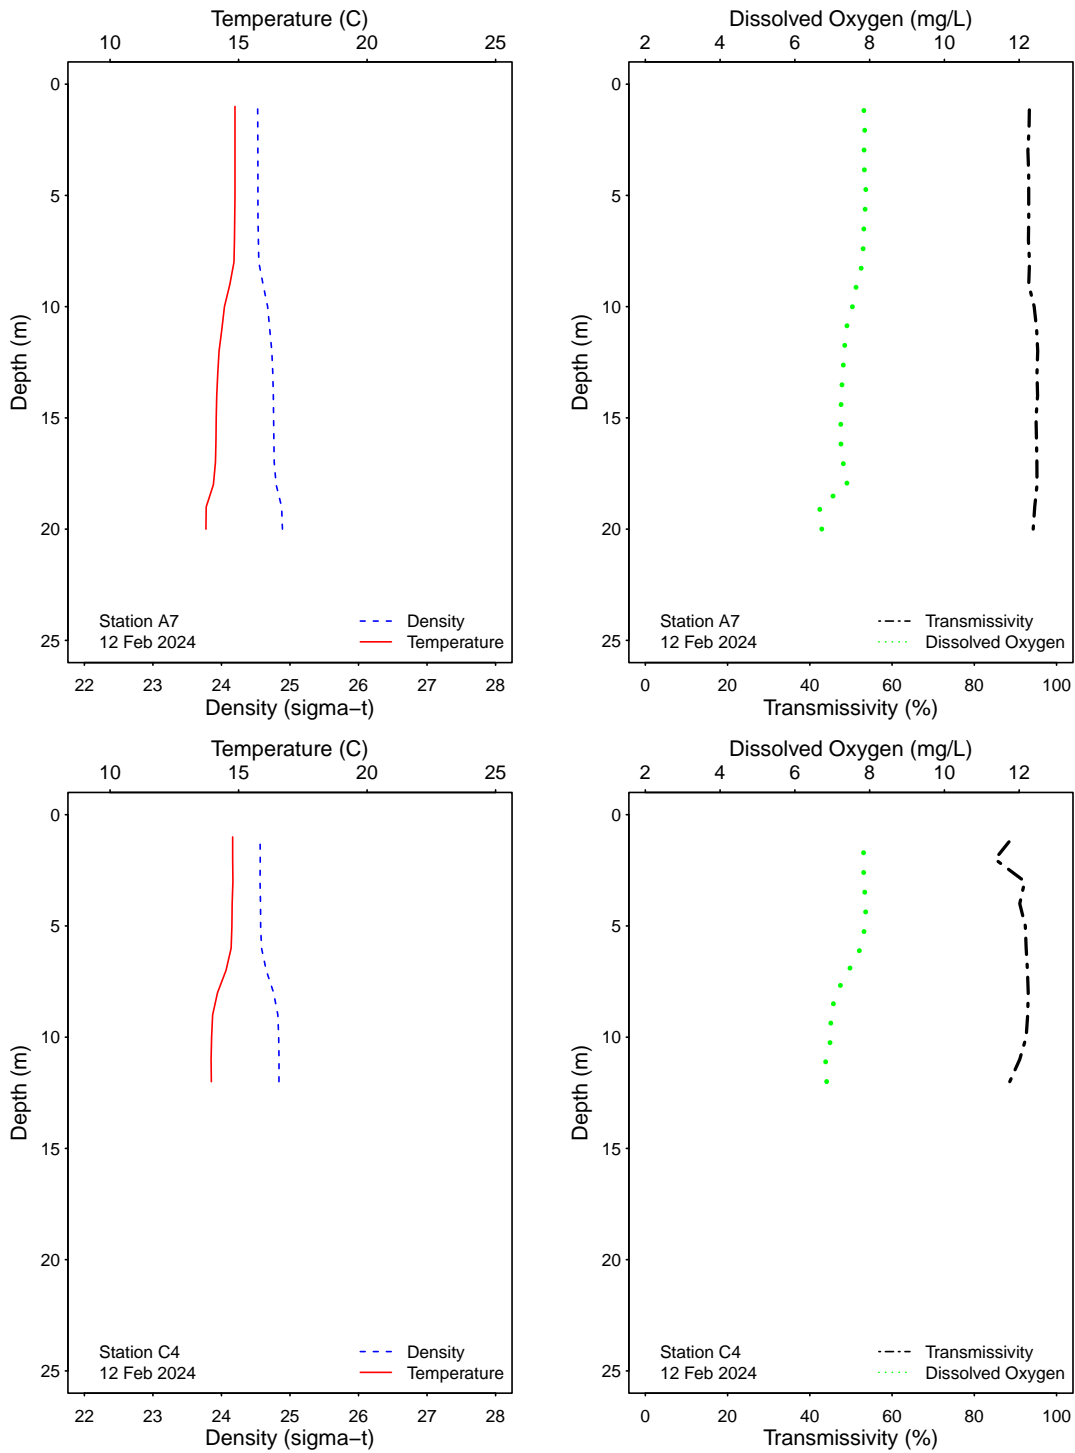 Temperature (C)
10 15 20 25
0
5
10
15
20
25
Depth (m)
Station A7
12 Feb 2024
Density
Temperature
22 23 24 25 26 27 28
Density (sigma−t)
Dissolved Oxygen (mg/L)
2 4 6 8 10 12
0
5
10
15
20
25
Depth (m)
Station A7
12 Feb 2024
Transmissivity
Dissolved Oxygen
0 20 40 60 80 100
Transmissivity (%)
Temperature (C)
10 15 20 25
0
5
10
15
20
25
Depth (m)
Station C4
12 Feb 2024
Density
Temperature
22 23 24 25 26 27 28
Density (sigma−t)
Dissolved Oxygen (mg/L)
2 4 6 8 10 12
0
5
10
15
20
25
Depth (m)
Station C4
12 Feb 2024
Transmissivity
Dissolved Oxygen
0 20 40 60 80 100
Transmissivity (%)